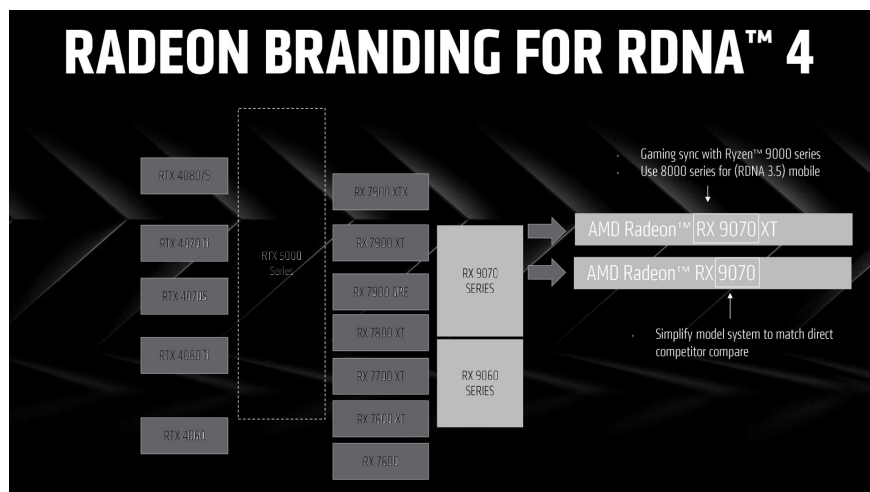 RADEON BRANDING FOR RDNA™ 4
RTX 4080/S
RTX 4070 TI
RTX 4070S
RTX 4060 TI
RTX 4060
RTX 5000
Series
RX 7900 XTX
RX 7900 XT
RX 7900 GRE
RX 7800 XT
RX 7700 XT
RX 7600 XT
RX 7600
RX 9070
SERIES
RX 9060
SERIES
· Gaming sync with Ryzen™ 9000 series
· Use 8000 series for (RDNA 3.5) mobile
AMD Radeon™ RX 9070 XT
AMD Radeon™ RX 9070
· Simplify model system to match direct
competitor compare